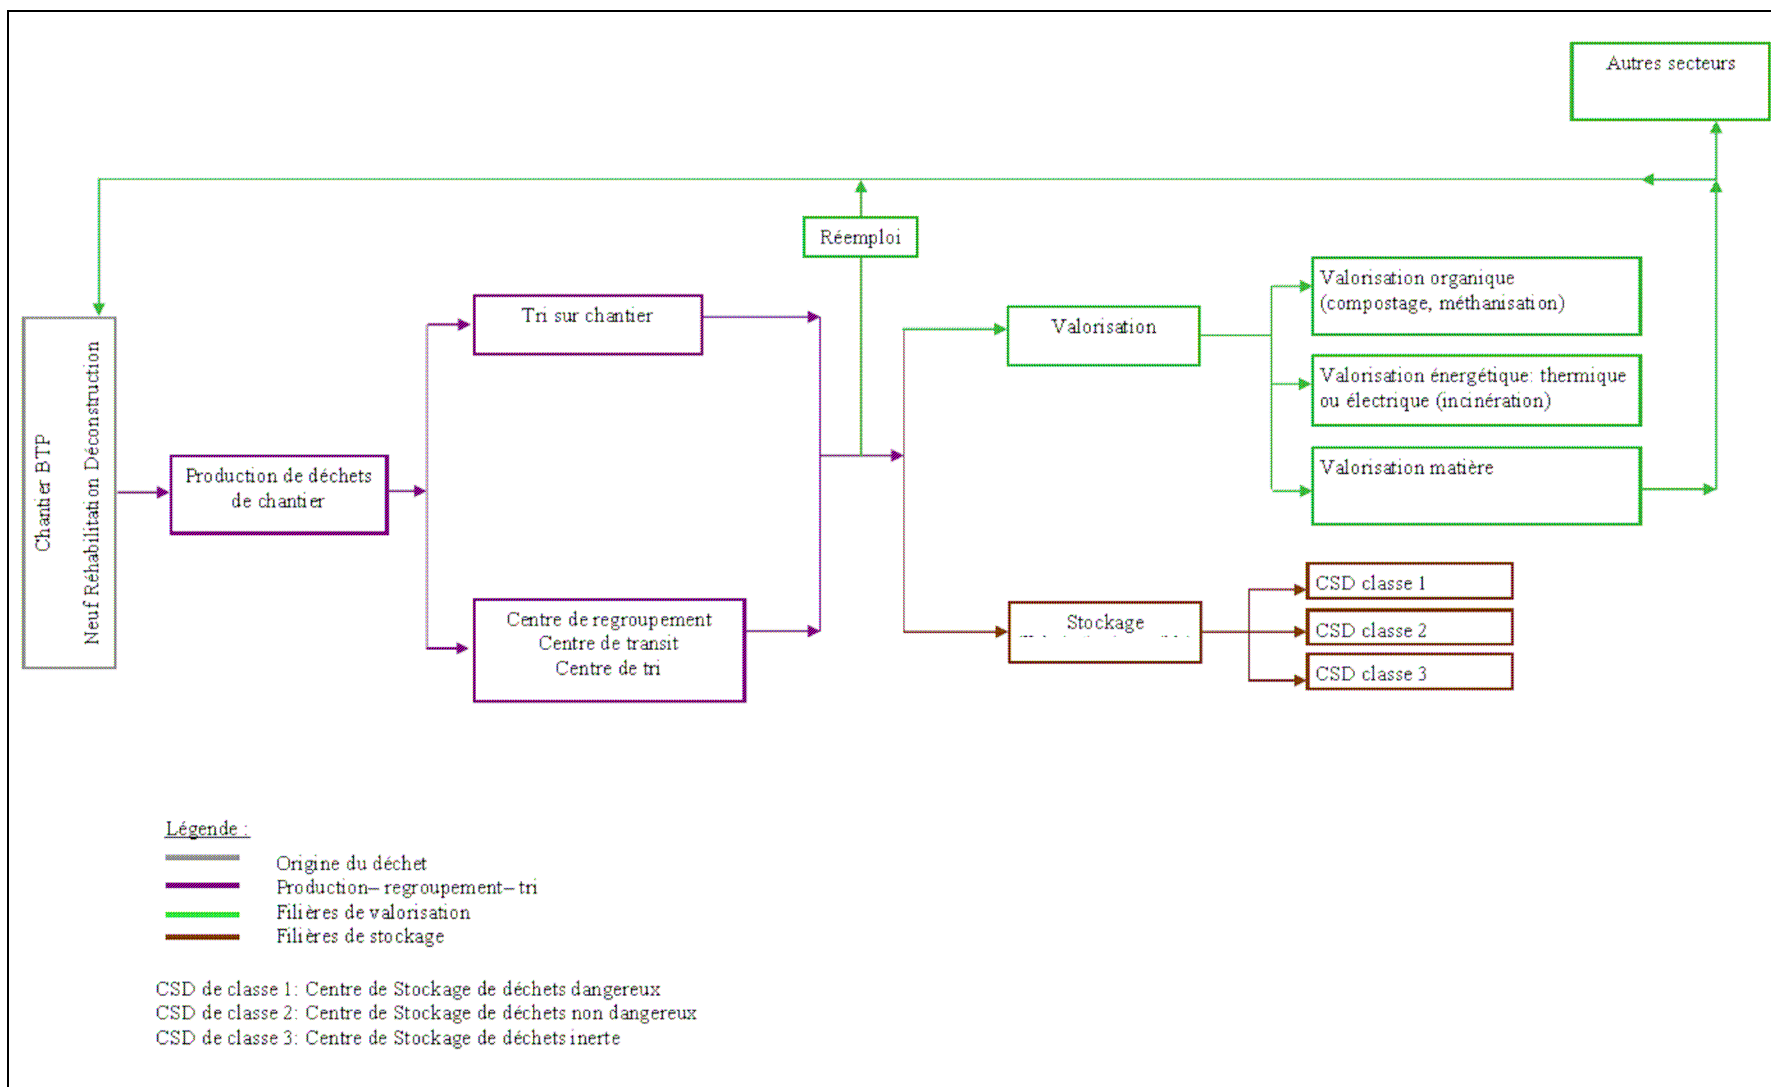 Autres secteurs
Réemploi
Chantier BTP
Neuf Réhabilitation Déconstruction
Production de déchets
de chantier
Tri sur chantier
Centre de regroupement
Centre de transit
Centre de tri
Valorisation
Valorisation organique
(compostage, méthanisation)
Valorisation énergétique: thermique
ou électrique (incinération)
Valorisation matière
Stockage
CSD classe 1
CSD classe 2
CSD classe 3
Légende :
Origine du déchet
Production– regroupement– tri
Filières de valorisation
Filières de stockage
CSD de classe 1: Centre de Stockage de déchets dangereux
CSD de classe 2: Centre de Stockage de déchets non dangereux
CSD de classe 3: Centre de Stockage de déchets inerte